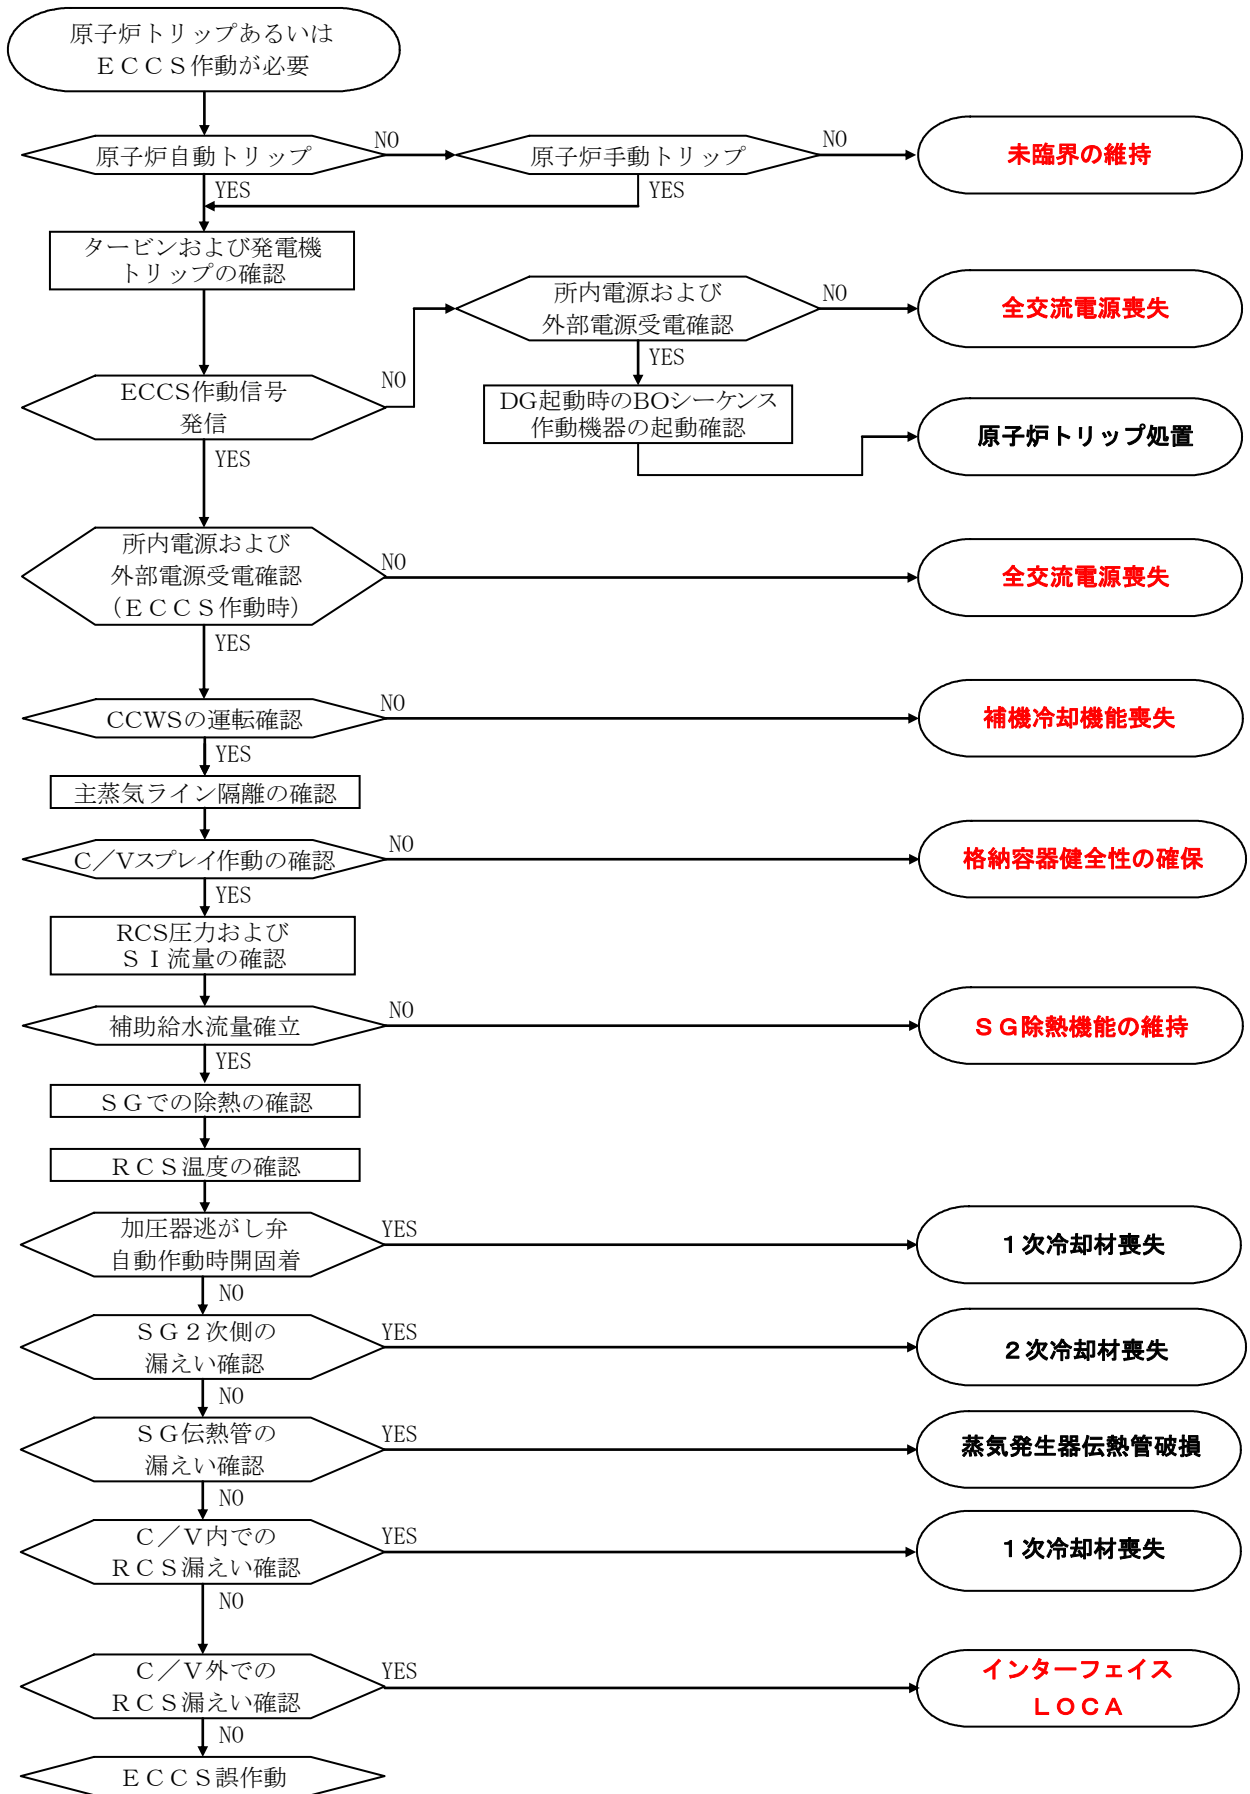 原子炉トリップあるいは
ＥＣＣＳ作動が必要
原子炉自動トリップ
NO
原子炉手動トリップ
NO
未臨界の維持
YES
YES
タービンおよび発電機
トリップの確認
所内電源および
外部電源受電確認
NO
全交流電源喪失
YES
ECCS作動信号
発信
NO
DG起動時のBOシーケンス
作動機器の起動確認
原子炉トリップ処置
YES
所内電源および
外部電源受電確認
（ＥＣＣＳ作動時）
NO
全交流電源喪失
YES
CCWSの運転確認
NO
補機冷却機能喪失
YES
主蒸気ライン隔離の確認
C／Vスプレイ作動の確認
NO
格納容器健全性の確保
YES
RCS圧力および
ＳＩ流量の確認
補助給水流量確立
NO
ＳＧ除熱機能の維持
YES
ＳＧでの除熱の確認
ＲＣＳ温度の確認
加圧器逃がし弁
自動作動時開固着
YES
１次冷却材喪失
NO
ＳＧ２次側の
漏えい確認
YES
２次冷却材喪失
NO
ＳＧ伝熱管の
漏えい確認
YES
蒸気発生器伝熱管破損
NO
Ｃ／Ｖ内での
ＲＣＳ漏えい確認
YES
１次冷却材喪失
NO
Ｃ／Ｖ外での
ＲＣＳ漏えい確認
YES
インターフェイス
ＬＯＣＡ
NO
ＥＣＣＳ誤作動